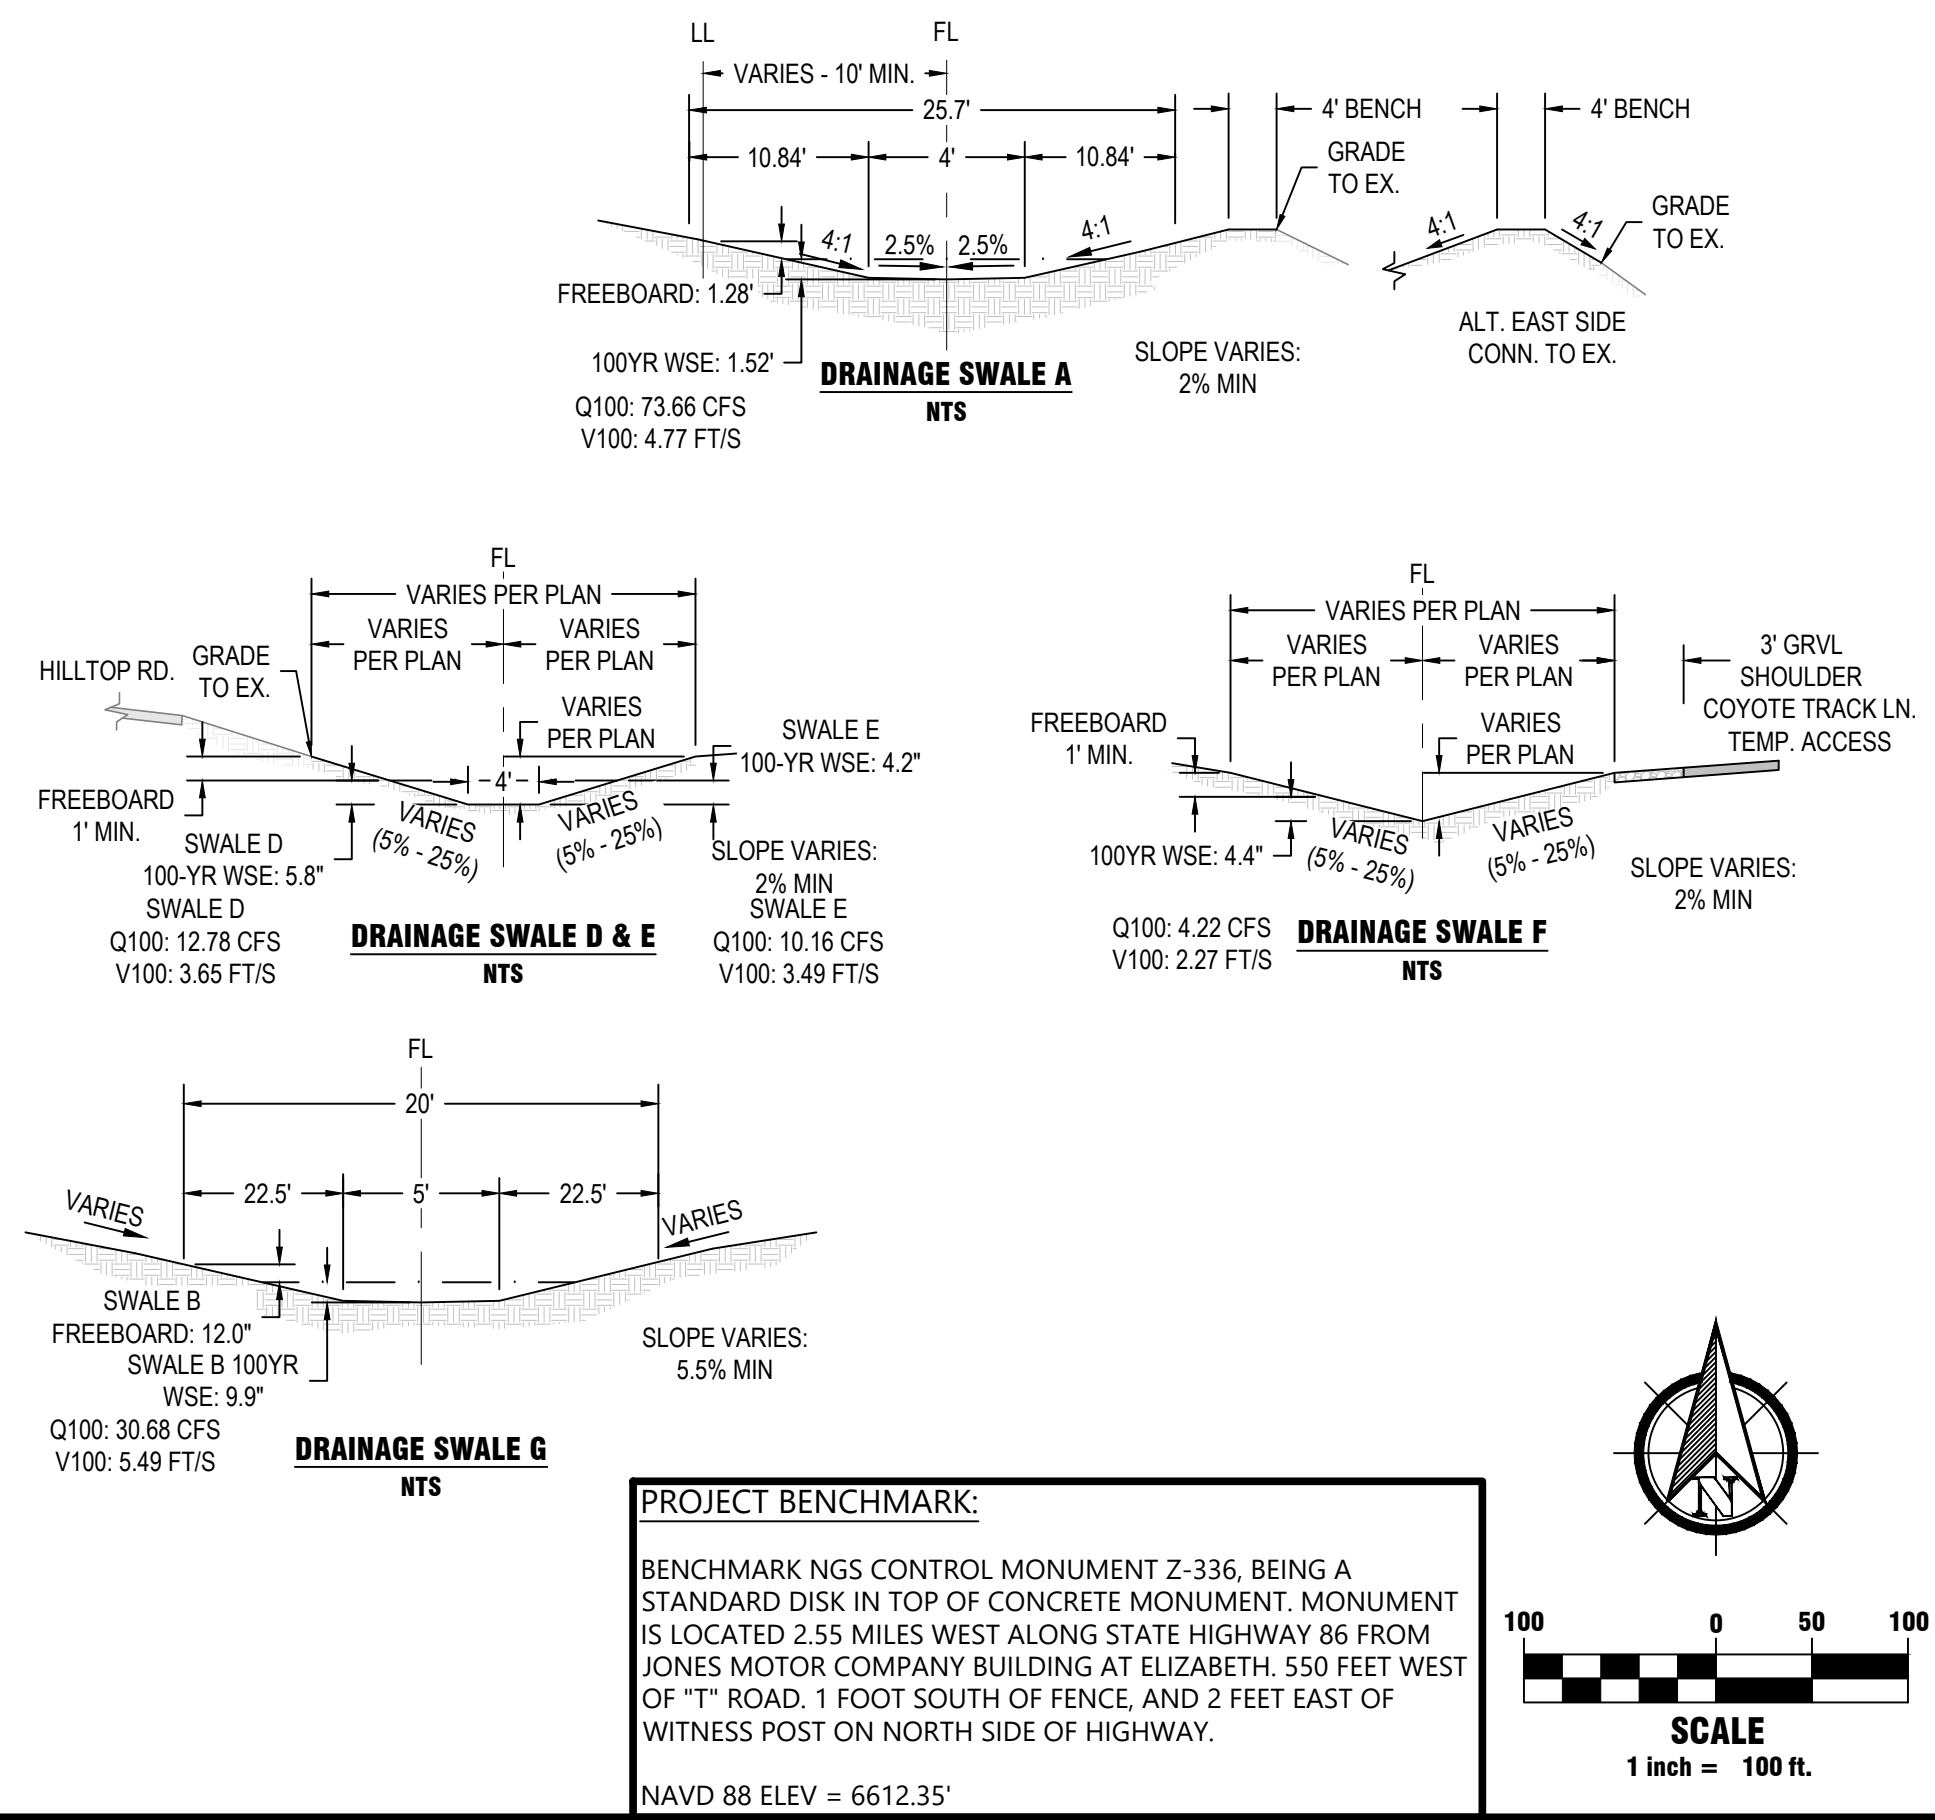 LL
FL
VARIES - 10' MIN.
25.7'
4' BENCH
4' BENCH
10.84'
4'
10.84'
GRADE
TO EX.
GRADE
TO EX.
4:1
2.5%
2.5%
4:1
4:1
4:1
FREEBOARD: 1.28'
100YR WSE: 1.52'
Q100: 73.66 CFS
V100: 4.77 FT/S
DRAINAGE SWALE A
NTS
SLOPE VARIES:
2% MIN
ALT. EAST SIDE
CONN. TO EX.
FL
VARIES PER PLAN
VARIES
PER PLAN
VARIES
PER PLAN
HILLTOP RD.
GRADE
TO EX.
VARIES
PER PLAN
SWALE E
100-YR WSE: 4.2"
4'
FREEBOARD
1' MIN.
VARIES
(5% - 25%)
VARIES
(5% - 25%)
SWALE D
100-YR WSE: 5.8"
SWALE D
Q100: 12.78 CFS
V100: 3.65 FT/S
SLOPE VARIES:
2% MIN
SWALE E
Q100: 10.16 CFS
V100: 3.49 FT/S
DRAINAGE SWALE D & E
NTS
FL
VARIES PER PLAN
VARIES
PER PLAN
VARIES
PER PLAN
3' GRVL
SHOULDER
COYOTE TRACK LN.
TEMP. ACCESS
FREEBOARD
1' MIN.
VARIES
PER PLAN
100YR WSE: 4.4"
VARIES
(5% - 25%)
VARIES
(5% - 25%)
SLOPE VARIES:
2% MIN
Q100: 4.22 CFS
V100: 2.27 FT/S
DRAINAGE SWALE F
NTS
FL
20'
22.5'
5'
22.5'
VARIES
VARIES
SWALE B
FREEBOARD: 12.0"
SWALE B 100YR
WSE: 9.9"
Q100: 30.68 CFS
V100: 5.49 FT/S
SLOPE VARIES:
5.5% MIN
DRAINAGE SWALE G
NTS
PROJECT BENCHMARK:
BENCHMARK NGS CONTROL MONUMENT Z-336, BEING A
STANDARD DISK IN TOP OF CONCRETE MONUMENT. MONUMENT
IS LOCATED 2.55 MILES WEST ALONG STATE HIGHWAY 86 FROM
JONES MOTOR COMPANY BUILDING AT ELIZABETH. 550 FEET WEST
OF "T" ROAD. 1 FOOT SOUTH OF FENCE, AND 2 FEET EAST OF
WITNESS POST ON NORTH SIDE OF HIGHWAY.
NAVD 88 ELEV = 6612.35'
N
100 0 50 100
SCALE
1 inch = 100 ft.